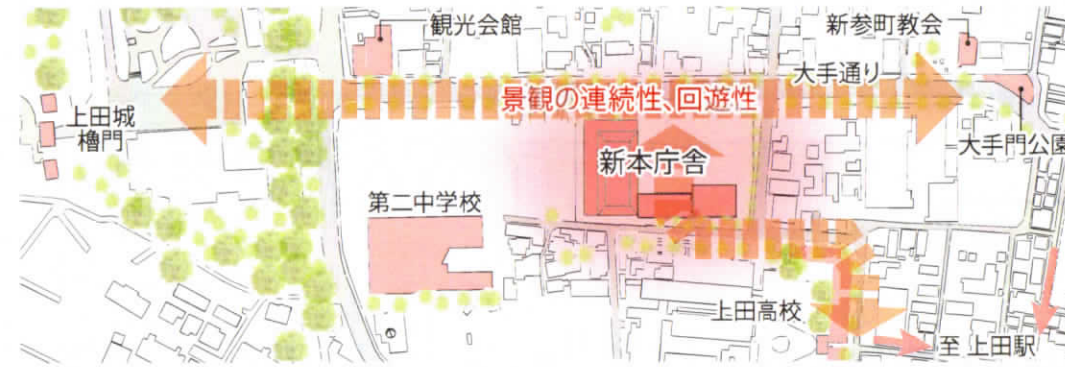 観光会館
新参町教会
大手通り
景観の連続性、回遊性
上田城
櫓門
大手門公園
新本庁舎
第二中学校
上田高校
至 上田駅